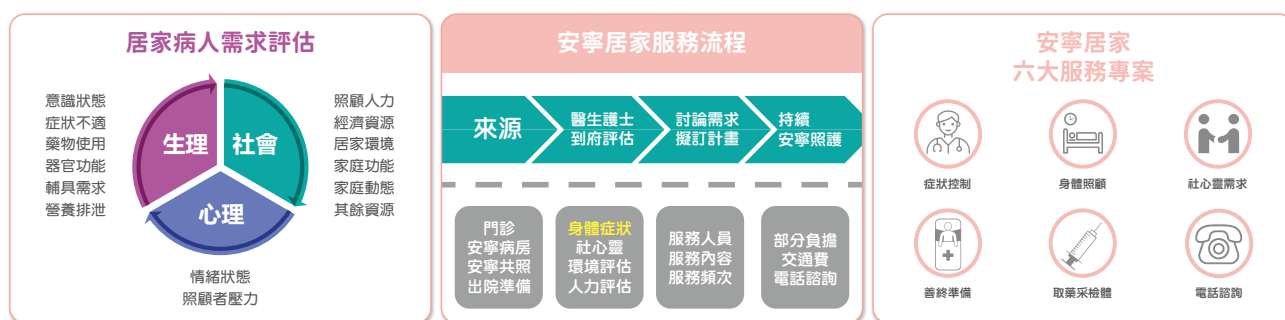 居家病人需求評估
意識狀態
症狀不適
藥物使用
器官功能
輔具需求
營養排泄
生理
社會
心理
照顧人力
經濟資源
居家環境
家庭功能
家庭動態
其餘資源
情緒狀態
照顧者壓力
安寧居家服務流程
來源
醫生護士
到府評估
討論需求
擬訂計畫
持續
安寧照護
門診
安寧病房
安寧共照
出院準備
身體症狀
社心靈
環境評估
人力評估
服務人員
服務內容
服務頻次
部分負擔
交通費
電話諮詢
安寧居家
六大服務專案
症狀控制
身體照顧
社心靈需求
善終準備
取藥采檢體
電話諮詢